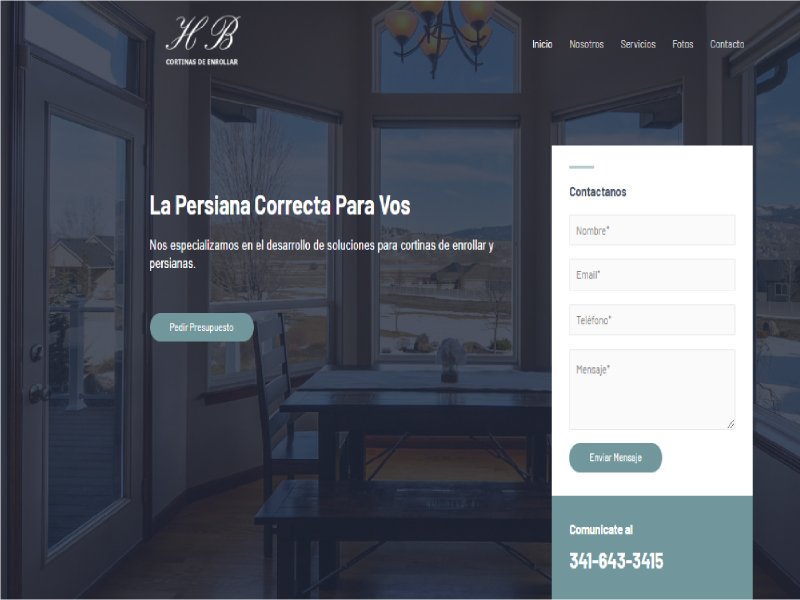 H B
CORTINAS DE ENROLLAR
Inicio
Nosotros
Servicios
Fotos
Contacto
La Persiana Correcta Para Vos
Nos especializamos en el desarrollo de soluciones para cortinas de enrollar y
persianas.
Pedir Presupuesto
Contactanos
Nombre*
Email*
Teléfono*
Mensaje*
Enviar Mensaje
Comunicate al
341-643-3415